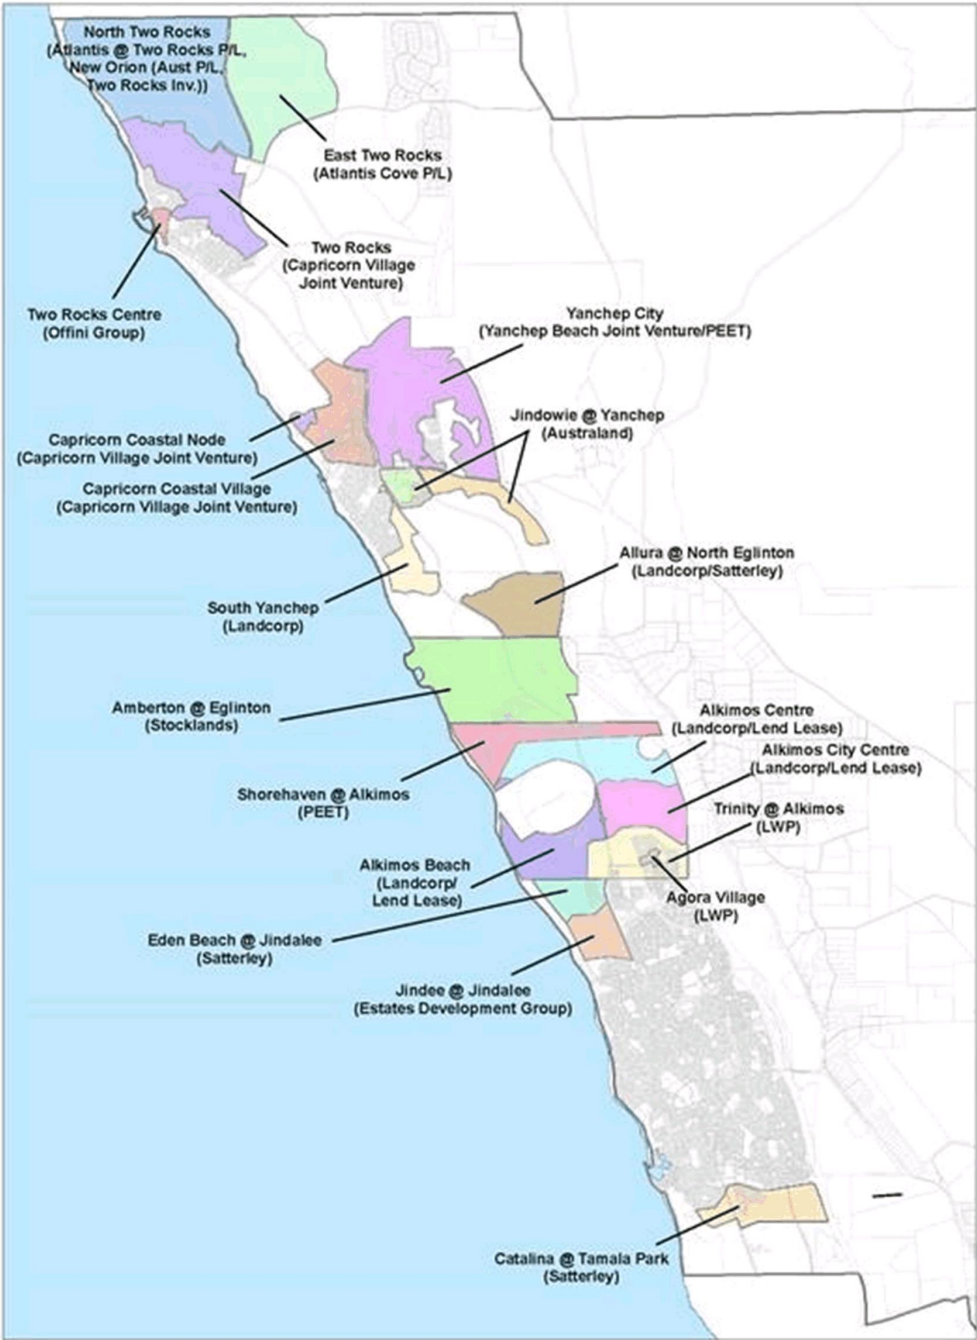 North Two Rocks
(Atlantis @ Two Rocks P/L,
New Orion (Aust P/L,
Two Rocks Inv.))
East Two Rocks
(Atlantis Cove P/L)
Two Rocks
(Capricorn Village
Joint Venture)
Two Rocks Centre
(Offini Group)
Yanchep City
(Yanchep Beach Joint Venture/PEET)
Jindowie @ Yanchep
(Australand)
Capricorn Coastal Node
(Capricorn Village Joint Venture)
Capricorn Coastal Village
(Capricorn Village Joint Venture)
Allura @ North Eglinton
(Landcorp/Satterley)
South Yanchep
(Landcorp)
Amberton @ Eglinton
(Stocklands)
Alkimos Centre
(Landcorp/Lend Lease)
Alkimos City Centre
(Landcorp/Lend Lease)
Shorehaven @ Alkimos
(PEET)
Trinity @ Alkimos
(LWP)
Alkimos Beach
(Landcorp/
Lend Lease)
Agora Village
(LWP)
Eden Beach @ Jindalee
(Satterley)
Jindee @ Jindalee
(Estates Development Group)
Catalina @ Tamala Park
(Satterley)